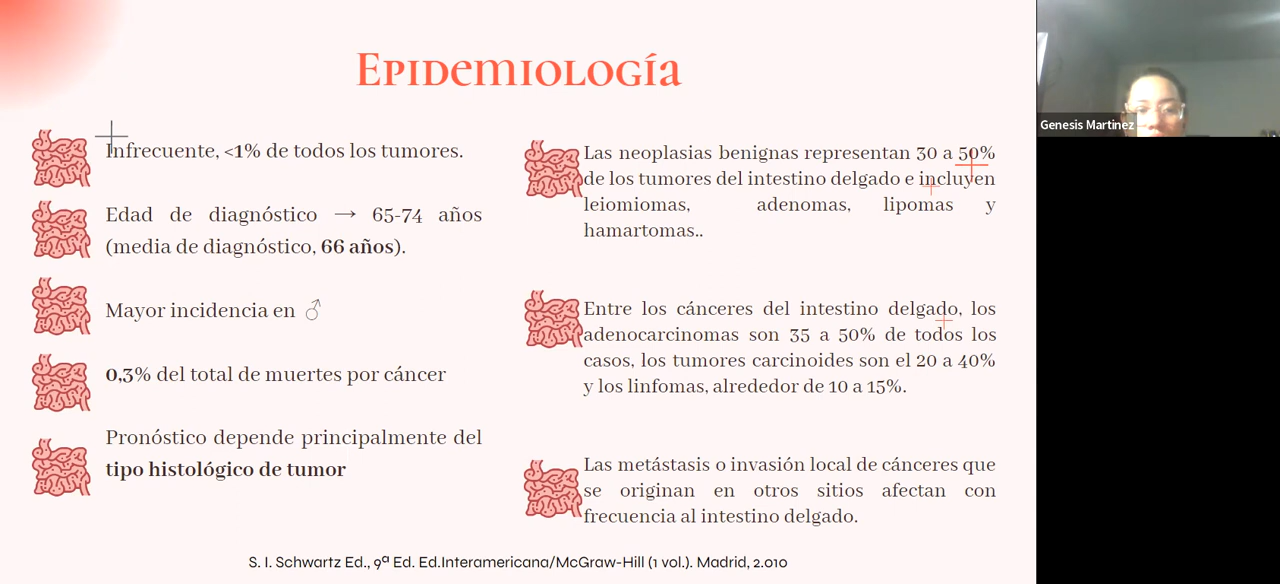 Epidemiología
Infrecuente, <1% de todos los tumores.
Edad de diagnóstico → 65-74 años
(media de diagnóstico, 66 años).
Mayor incidencia en ♂
0,3% del total de muertes por cáncer
Pronóstico depende principalmente del
tipo histológico de tumor
Las neoplasias benignas representan 30 a 50%
de los tumores del intestino delgado e incluyen
leiomiomas, adenomas, lipomas y
hamartomas..
Entre los cánceres del intestino delgado, los
adenocarcinomas son 35 a 50% de todos los
casos, los tumores carcinoides son el 20 a 40%
y los linfomas, alrededor de 10 a 15%.
Las metástasis o invasión local de cánceres que
se originan en otros sitios afectan con
frecuencia al intestino delgado.
S. I. Schwartz Ed., 9ª Ed. Ed.Interamericana/McGraw-Hill (1 vol.). Madrid, 2.010
Genesis Martinez